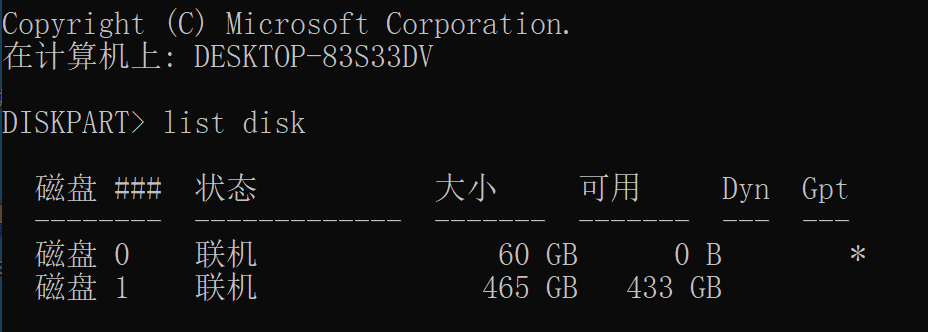 Copyright (C) Microsoft Corporation.
在计算机上: DESKTOP-83S33DV
DISKPART> list disk
磁盘 ###  状态           大小     可用     Dyn  Gpt
--------  -------------  -------  -------  ---  ---
磁盘 0    联机               60 GB      0 B        *
磁盘 1    联机              465 GB   433 GB